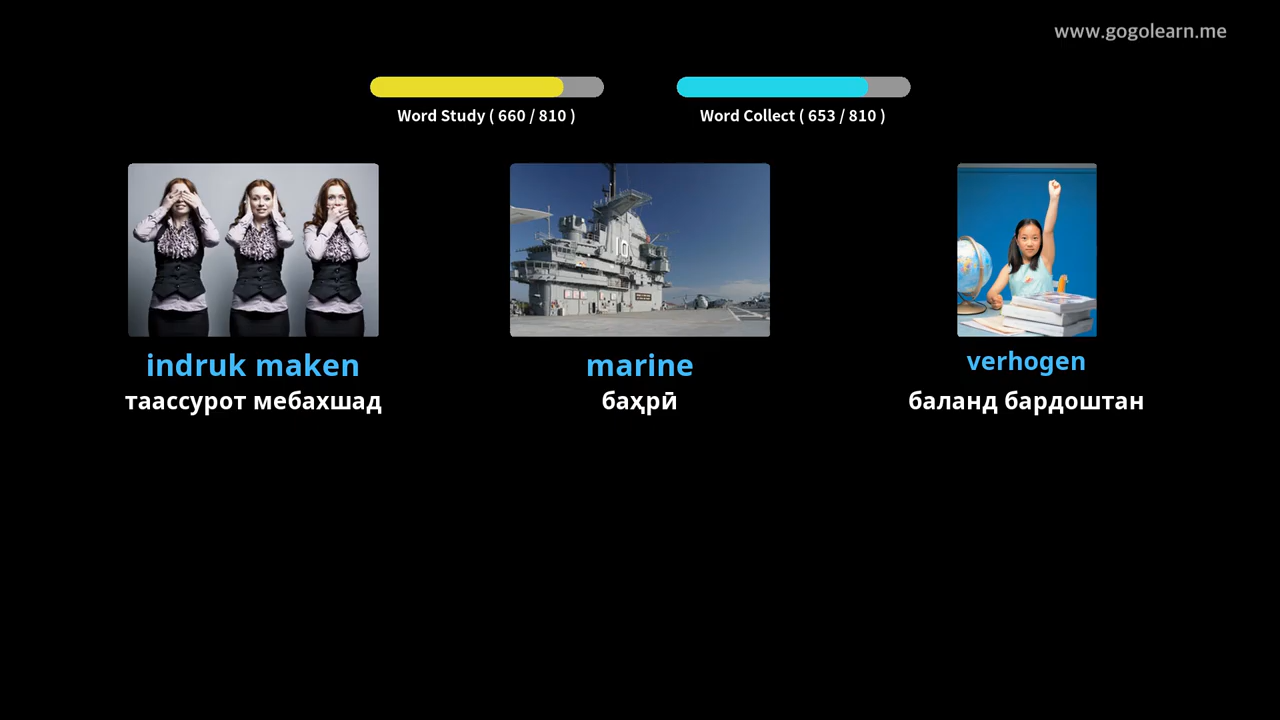 www.gogolearn.me
Word Study ( 660 / 810 )
Word Collect ( 653 / 810 )
10
indruk maken
marine
verhogen
таассурот мебахшад
баҳрӣ
баланд бардоштан